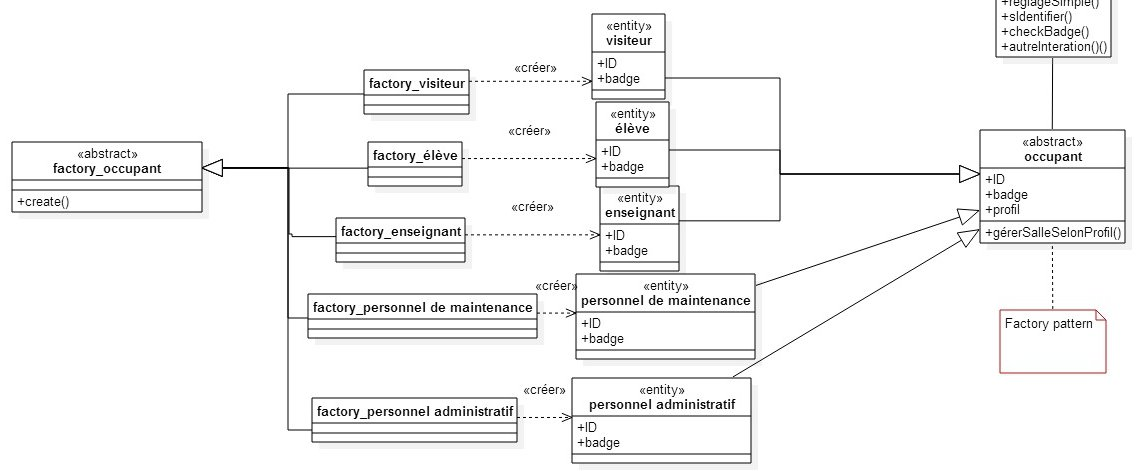 +reglageSimple()
+sIdentifier()
+checkBadge()
+autreInteration()()
«entity»
visiteur
+ID
+badge
«créer»
factory_visiteur
«entity»
élève
+ID
+badge
«créer»
factory_élève
«abstract»
factory_occupant
+create()
«abstract»
occupant
+ID
+badge
+profil
+gérerSalleSelonProfil()
«entity»
enseignant
+ID
+badge
«créer»
factory_enseignant
«créer»
«entity»
personnel de maintenance
+ID
+badge
factory_personnel de maintenance
Factory pattern
«créer»
«entity»
personnel administratif
+ID
+badge
factory_personnel administratif